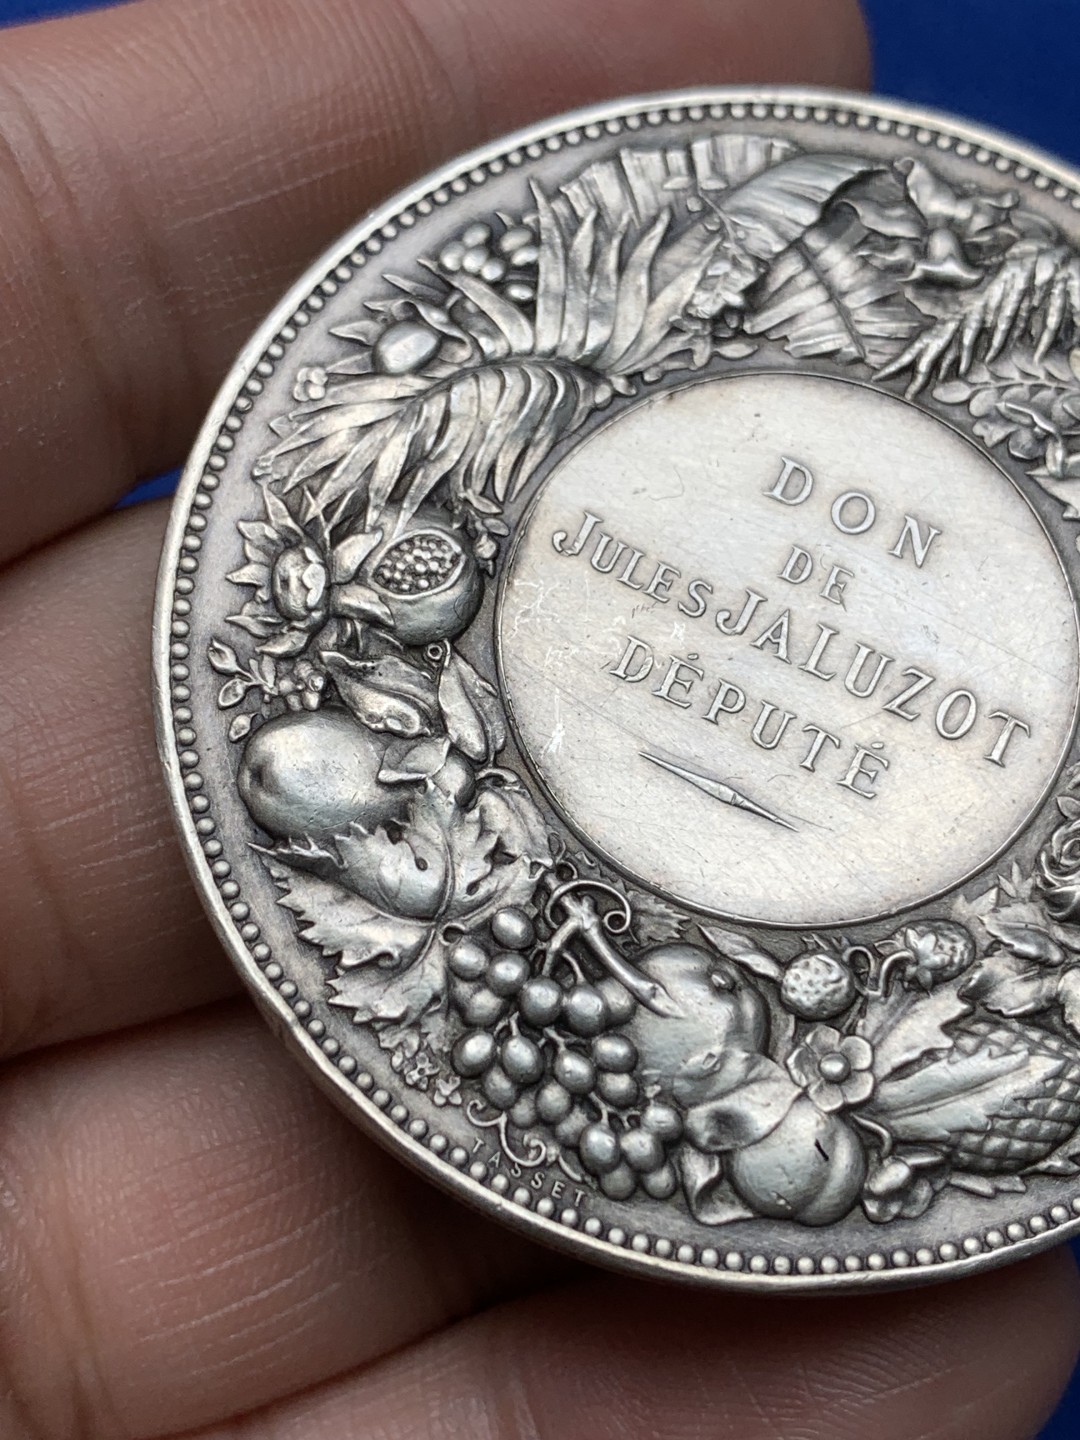 DON
DE
JULES JALUZOT
DÉPUTÉ
TASSET